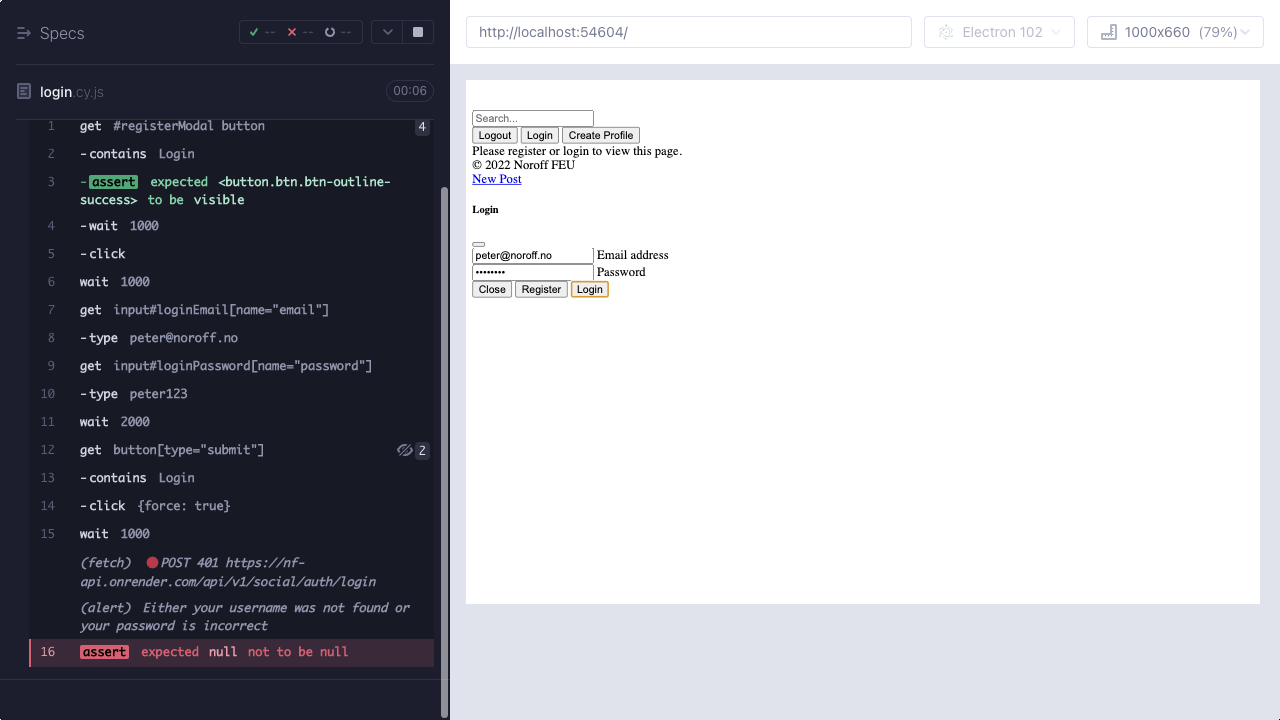 Specs
-- -- --
login.cy.js 00:06
1 get #registerModal button 4
2 -contains Login
3 -assert expected <button.btn.btn-outline-
success> to be visible
4 -wait 1000
5 -click
6 wait 1000
7 get input#loginEmail[name="email"]
8 -type peter@noroff.no
9 get input#loginPassword[name="password"]
10 -type peter123
11 wait 2000
12 get button[type="submit"] 2
13 -contains Login
14 -click {force: true}
15 wait 1000
(fetch) POST 401 https://nf-
api.onrender.com/api/v1/social/auth/login
(alert) Either your username was not found or
your password is incorrect
16 assert expected null not to be null
http://localhost:54604/
Electron 102
1000x660 (79%)
Search...
Logout Login Create Profile
Please register or login to view this page.
© 2022 Noroff FEU
New Post
Login
peter@noroff.no Email address
•••••••• Password
Close Register Login